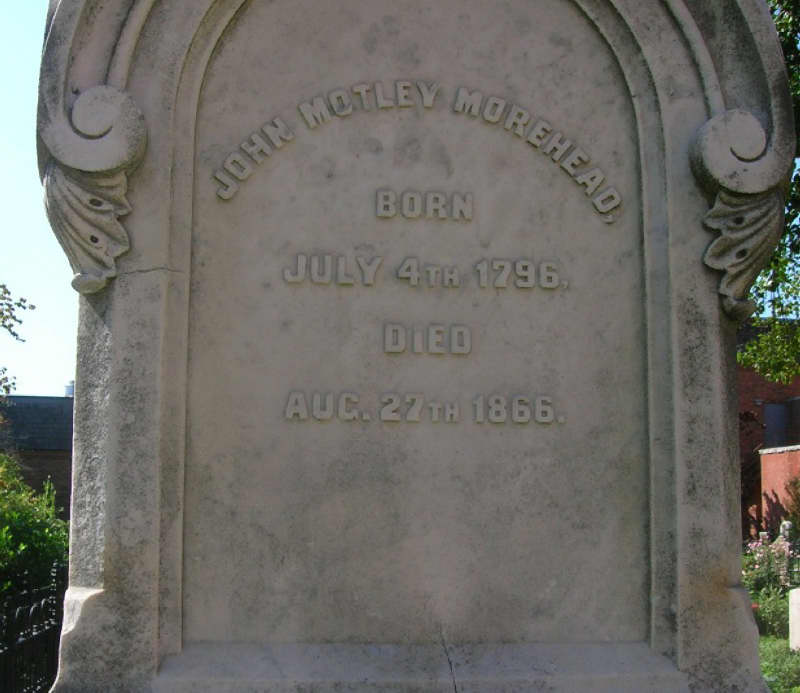 JOHN MOTLEY MOREHEAD,
BORN
JULY 4TH 1796,
DIED
AUG. 27TH 1866.